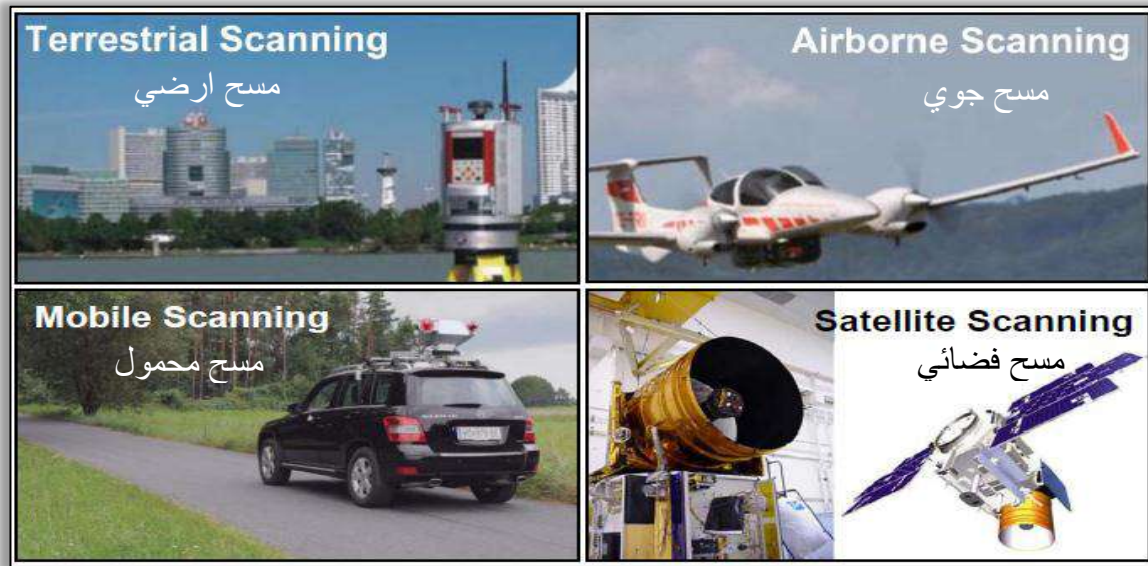 Terrestrial Scanning
مسح ارضي
Airborne Scanning
مسح جوي
Mobile Scanning
مسح محمول
Satellite Scanning
مسح فضائي